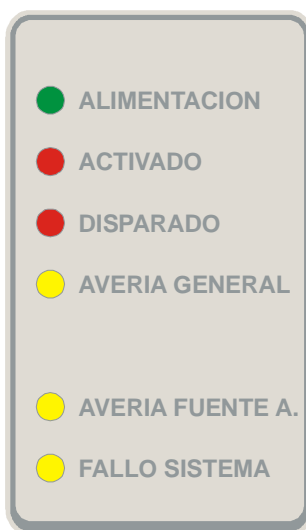 ALIMENTACION
ACTIVADO
DISPARADO
AVERIA GENERAL
AVERIA FUENTE A.
FALLO SISTEMA